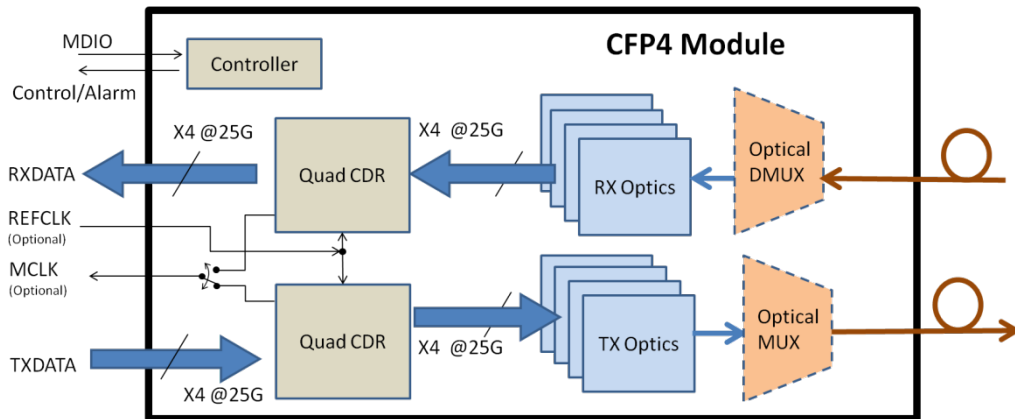 CFP4 Module
MDIO
Controller
Control/Alarm
X4 @25G
X4 @25G
RXDATA
Quad CDR
RX Optics
Optical
DMUX
REFCLK
(Optional)
MCLK
(Optional)
Quad CDR
TX Optics
Optical
MUX
X4 @25G
TXDATA
X4 @25G